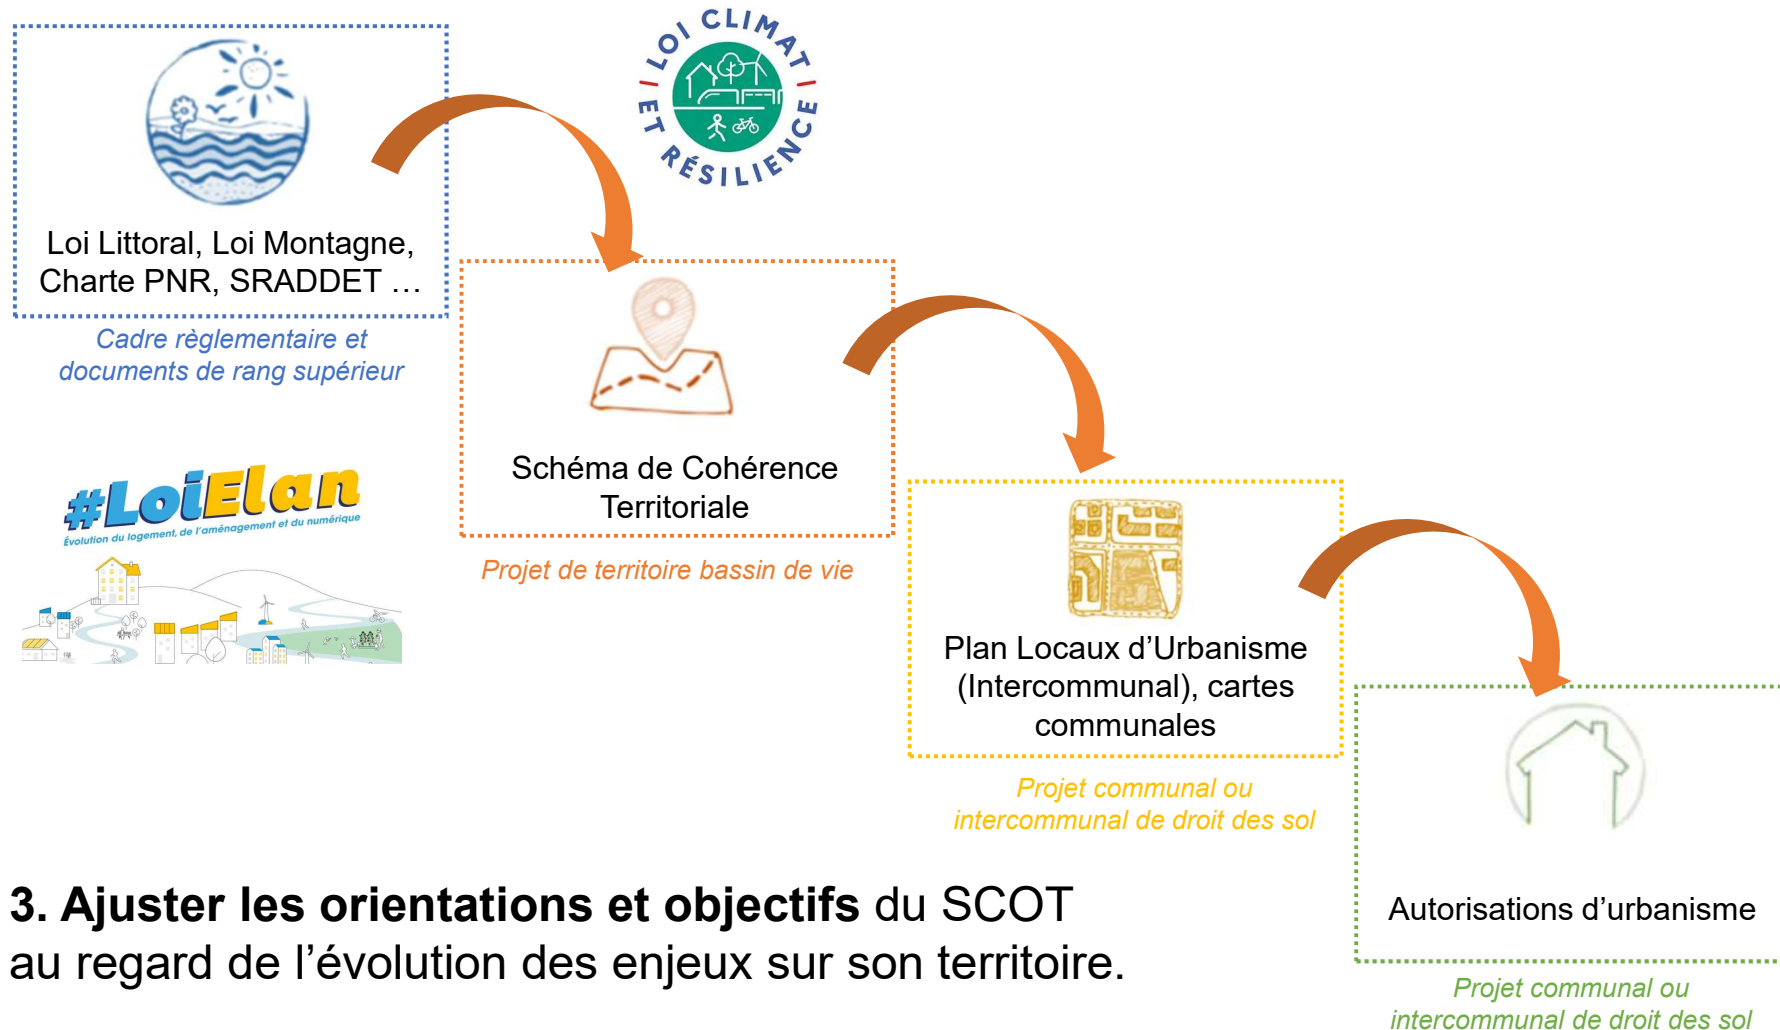 LOI CLIMAT
ET RÉSILIENCE
Loi Littoral, Loi Montagne,
Charte PNR, SRADDET …
Cadre règlementaire et
documents de rang supérieur
#LoiElan
Évolution du logement, de l'aménagement et du numérique
Schéma de Cohérence
Territoriale
Projet de territoire bassin de vie
Plan Locaux d’Urbanisme
(Intercommunal), cartes
communales
Projet communal ou
intercommunal de droit des sol
Autorisations d’urbanisme
Projet communal ou
intercommunal de droit des sol
3. Ajuster les orientations et objectifs du SCOT
au regard de l’évolution des enjeux sur son territoire.